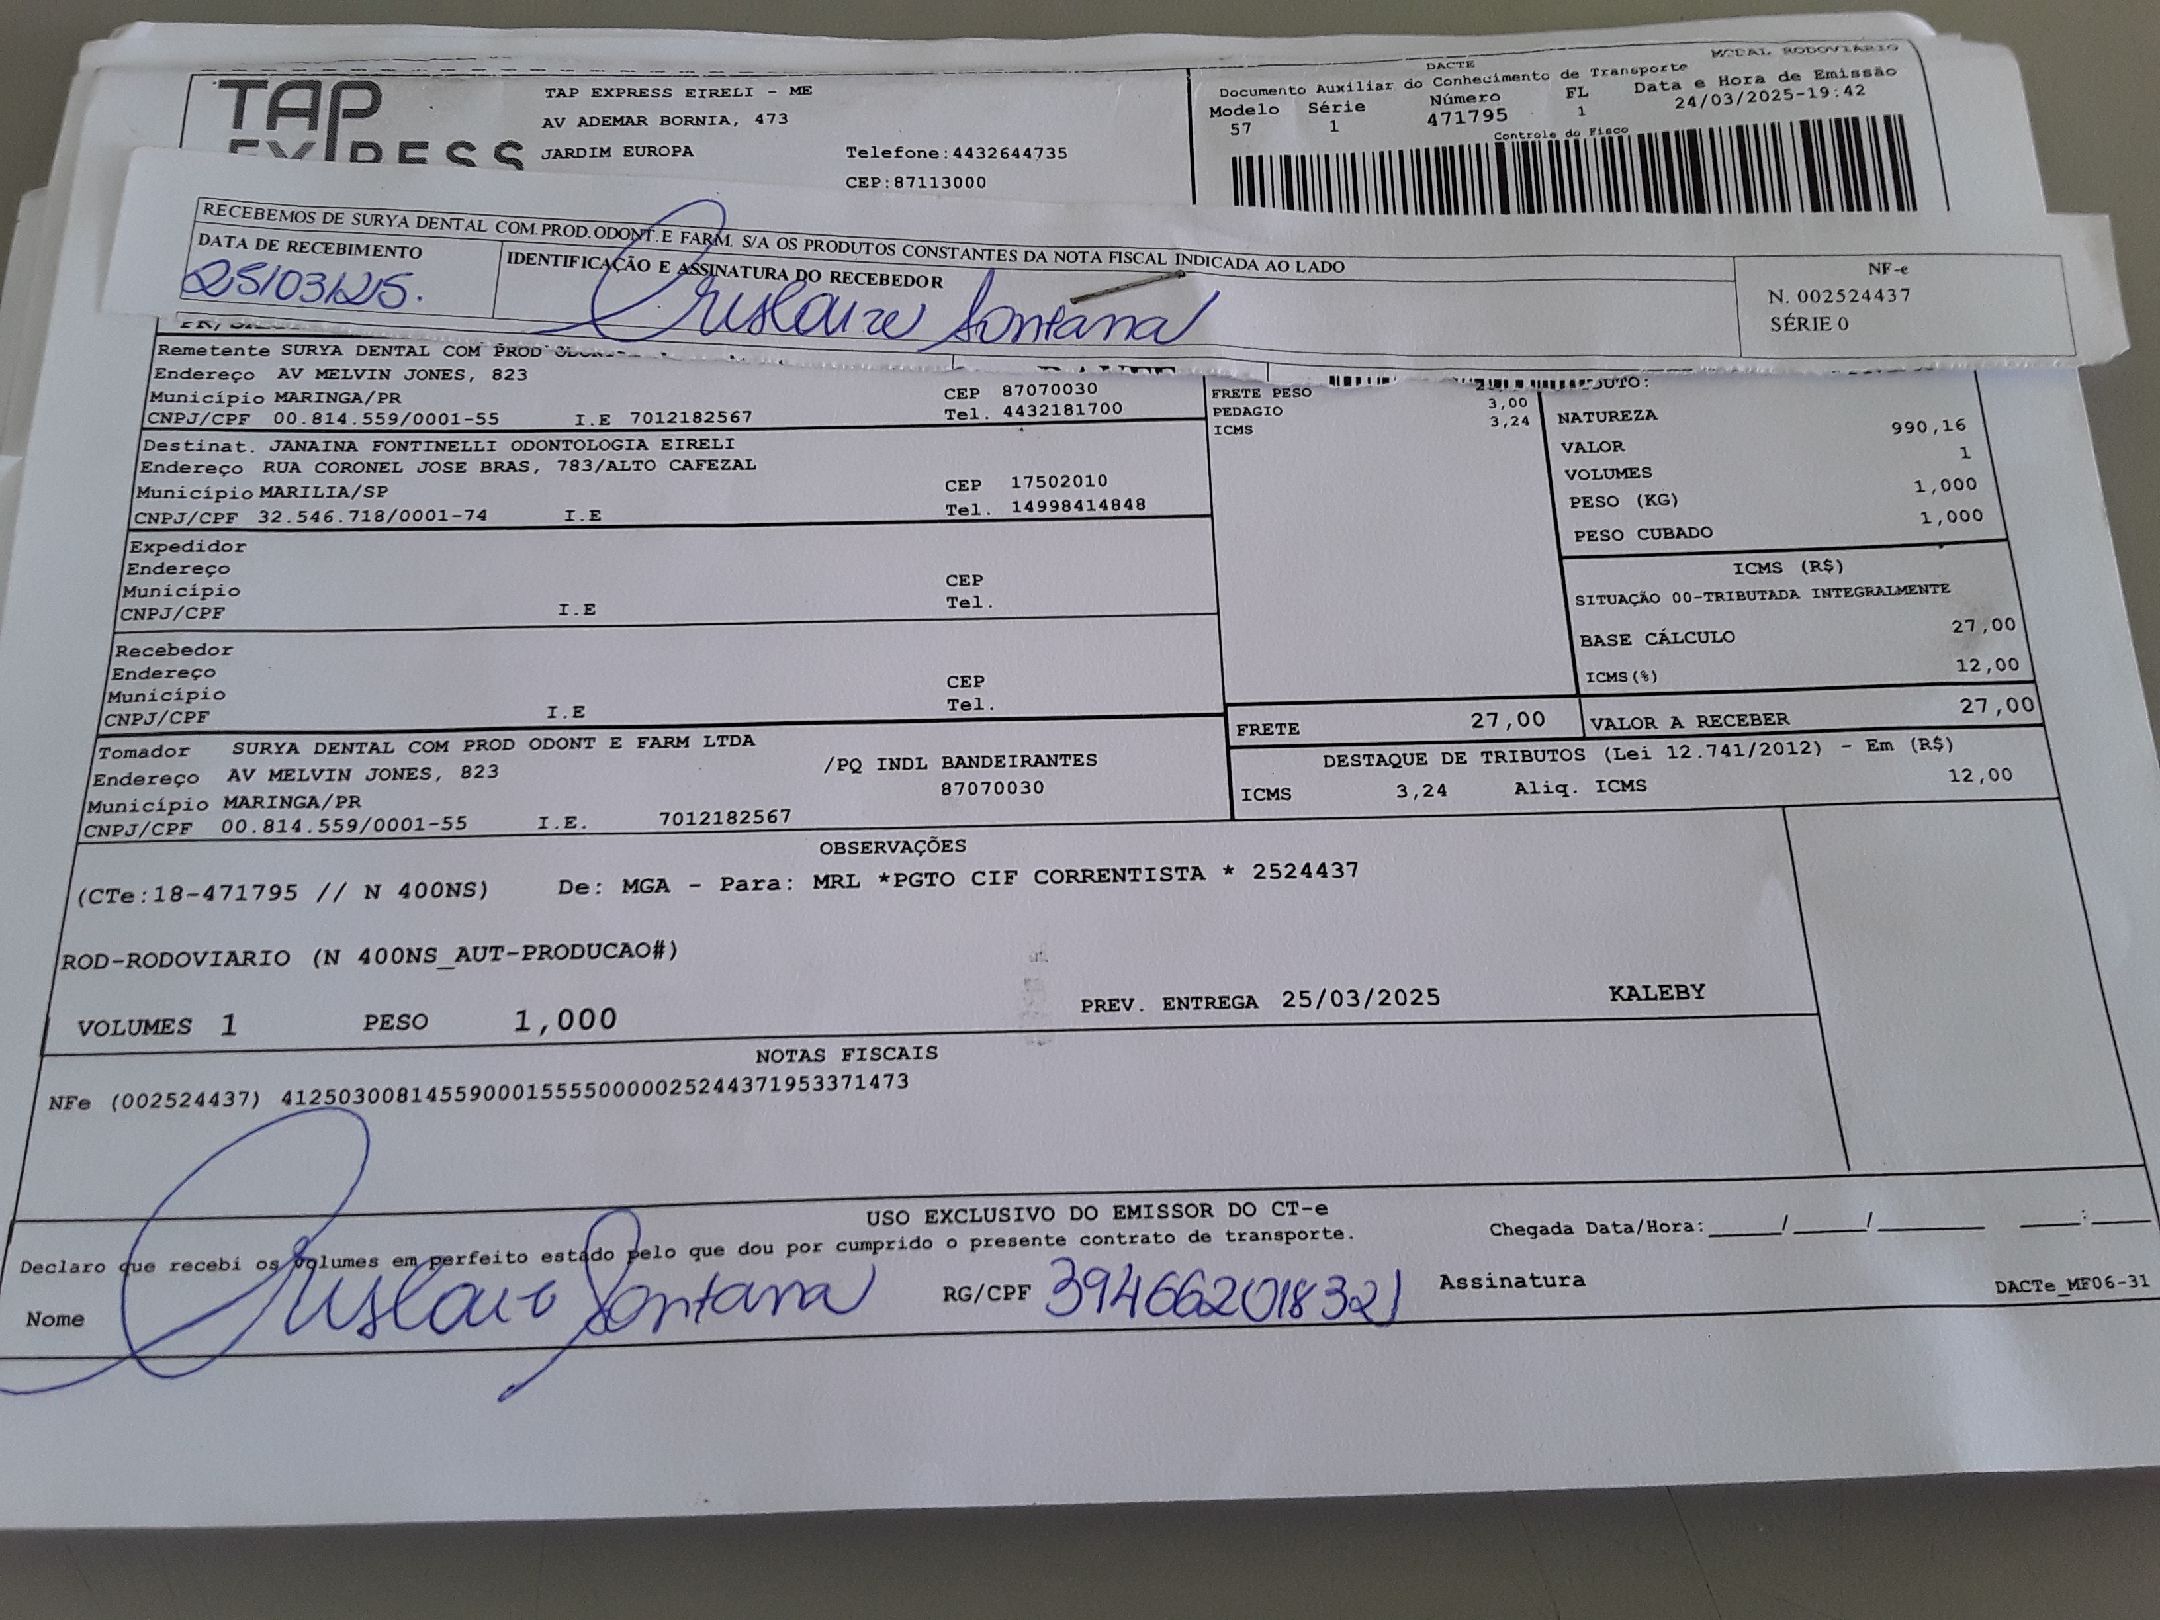 TAP
EXPRESS
TAP EXPRESS EIRELI - ME
AV ADEMAR BORNIA, 473
JARDIM EUROPA Telefone:4432644735
CEP:87113000
MODAL RODOVIÁRIO
DACTE
Documento Auxiliar do Conhecimento de Transporte
Modelo Série Número FL Data e Hora de Emissão
57 1 471795 1 24/03/2025-19:42
Controle do Fisco
RECEBEMOS DE SURYA DENTAL COM.PROD.ODONT.E FARM. S/A OS PRODUTOS CONSTANTES DA NOTA FISCAL INDICADA AO LADO
DATA DE RECEBIMENTO
25/03/25.
IDENTIFICAÇÃO E ASSINATURA DO RECEBEDOR
Santana
NF-e
N. 002524437
SÉRIE 0
Remetente SURYA DENTAL COM PROD
Endereço AV MELVIN JONES, 823
Município MARINGA/PR CEP 87070030
CNPJ/CPF 00.814.559/0001-55 I.E 7012182567 Tel. 4432181700
Destinat. JANAINA FONTINELLI ODONTOLOGIA EIRELI
Endereço RUA CORONEL JOSE BRAS, 783/ALTO CAFEZAL
Município MARILIA/SP CEP 17502010
CNPJ/CPF 32.546.718/0001-74 I.E Tel. 14998414848
Expedidor
Endereço
Município CEP
CNPJ/CPF I.E Tel.
Recebedor
Endereço
Município CEP
CNPJ/CPF I.E Tel.
Tomador SURYA DENTAL COM PROD ODONT E FARM LTDA
Endereço AV MELVIN JONES, 823 /PQ INDL BANDEIRANTES
Município MARINGA/PR 87070030
CNPJ/CPF 00.814.559/0001-55 I.E. 7012182567
FRETE PESO
PEDAGIO 3,00
ICMS 3,24
NATUREZA
VALOR 990,16
VOLUMES 1
PESO (KG) 1,000
PESO CUBADO 1,000
ICMS (R$)
SITUAÇÃO 00-TRIBUTADA INTEGRALMENTE
BASE CÁLCULO 27,00
ICMS(%) 12,00
FRETE 27,00 VALOR A RECEBER 27,00
DESTAQUE DE TRIBUTOS (Lei 12.741/2012) - Em (R$)
ICMS 3,24 Aliq. ICMS 12,00
OBSERVAÇÕES
(CTe:18-471795 // N 400NS) De: MGA - Para: MRL *PGTO CIF CORRENTISTA * 2524437
ROD-RODOVIARIO (N 400NS_AUT-PRODUCAO#)
VOLUMES 1 PESO 1,000 PREV. ENTREGA 25/03/2025 KALEBY
NOTAS FISCAIS
NFe (002524437) 41250300814559000155550000025244371953371473
USO EXCLUSIVO DO EMISSOR DO CT-e
Declaro que recebi os volumes em perfeito estado pelo que dou por cumprido o presente contrato de transporte.
Chegada Data/Hora:_____/_____/________ ____:____
Nome Santana RG/CPF 394662018321 Assinatura
DACTe_MF06-31